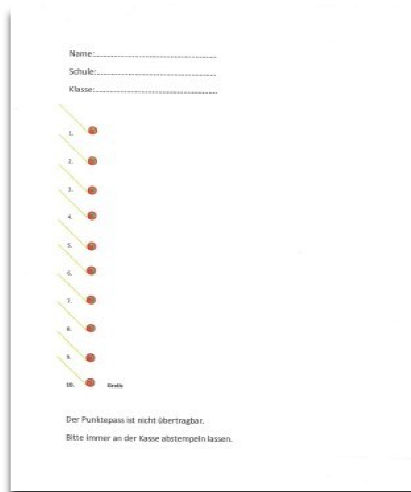 Name:
Schule:
Klasse:
1.
2.
3.
4.
5.
6.
7.
8.
9.
10. Gratis
Der Punktepass ist nicht übertragbar.
Bitte immer an der Kasse abstempeln lassen.